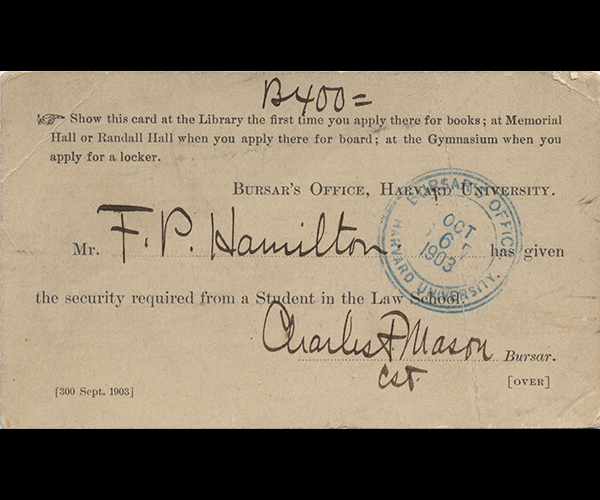 B400=
☞ Show this card at the Library the first time you apply there for books; at Memorial
Hall or Randall Hall when you apply there for board; at the Gymnasium when you
apply for a locker.
BURSAR'S OFFICE, HARVARD UNIVERSITY.
BURSAR'S OFFICE
HARVARD UNIVERSITY.
OCT
6
1903
Mr. F. P. Hamilton has given
the security required from a Student in the Law School.
Charles F. Mason Bursar.
[OVER]
[300 Sept. 1903]